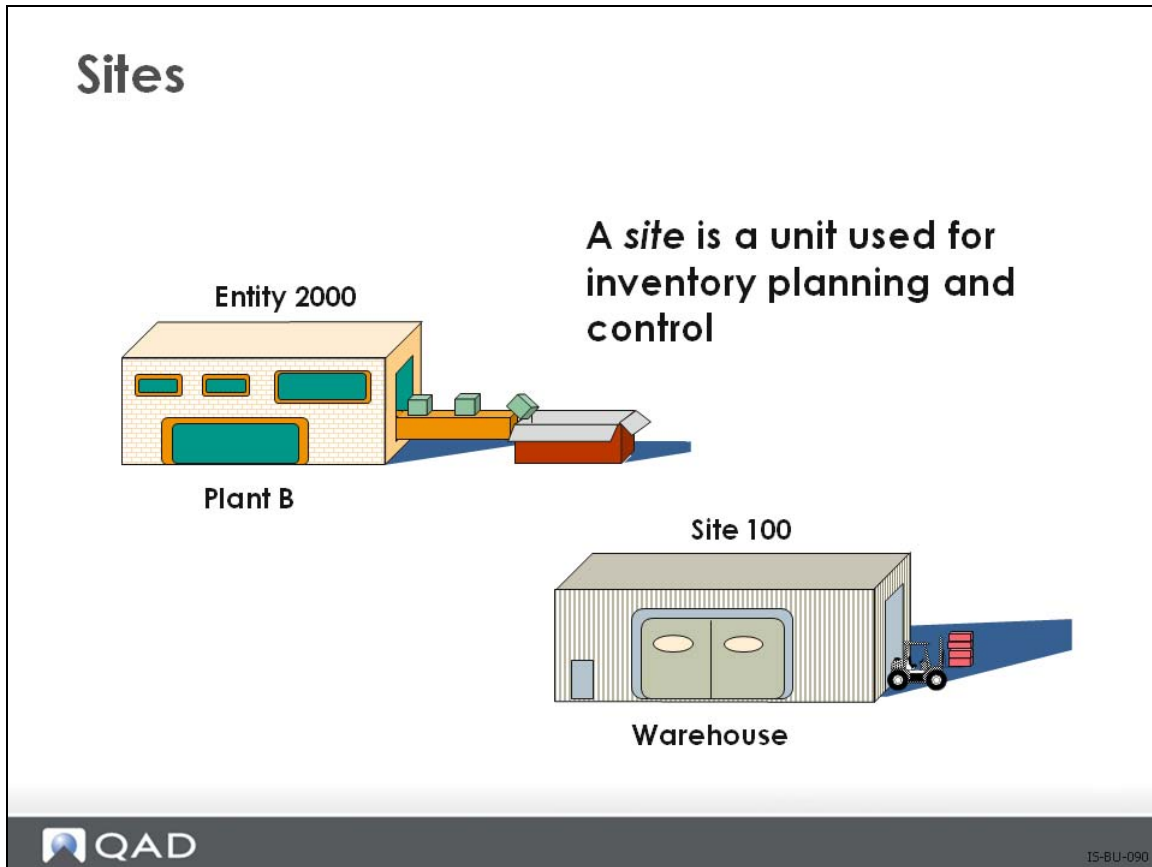 Sites
A site is a unit used for
inventory planning and
control
Entity 2000
Plant B
Site 100
Warehouse
QAD
IS-BU-090